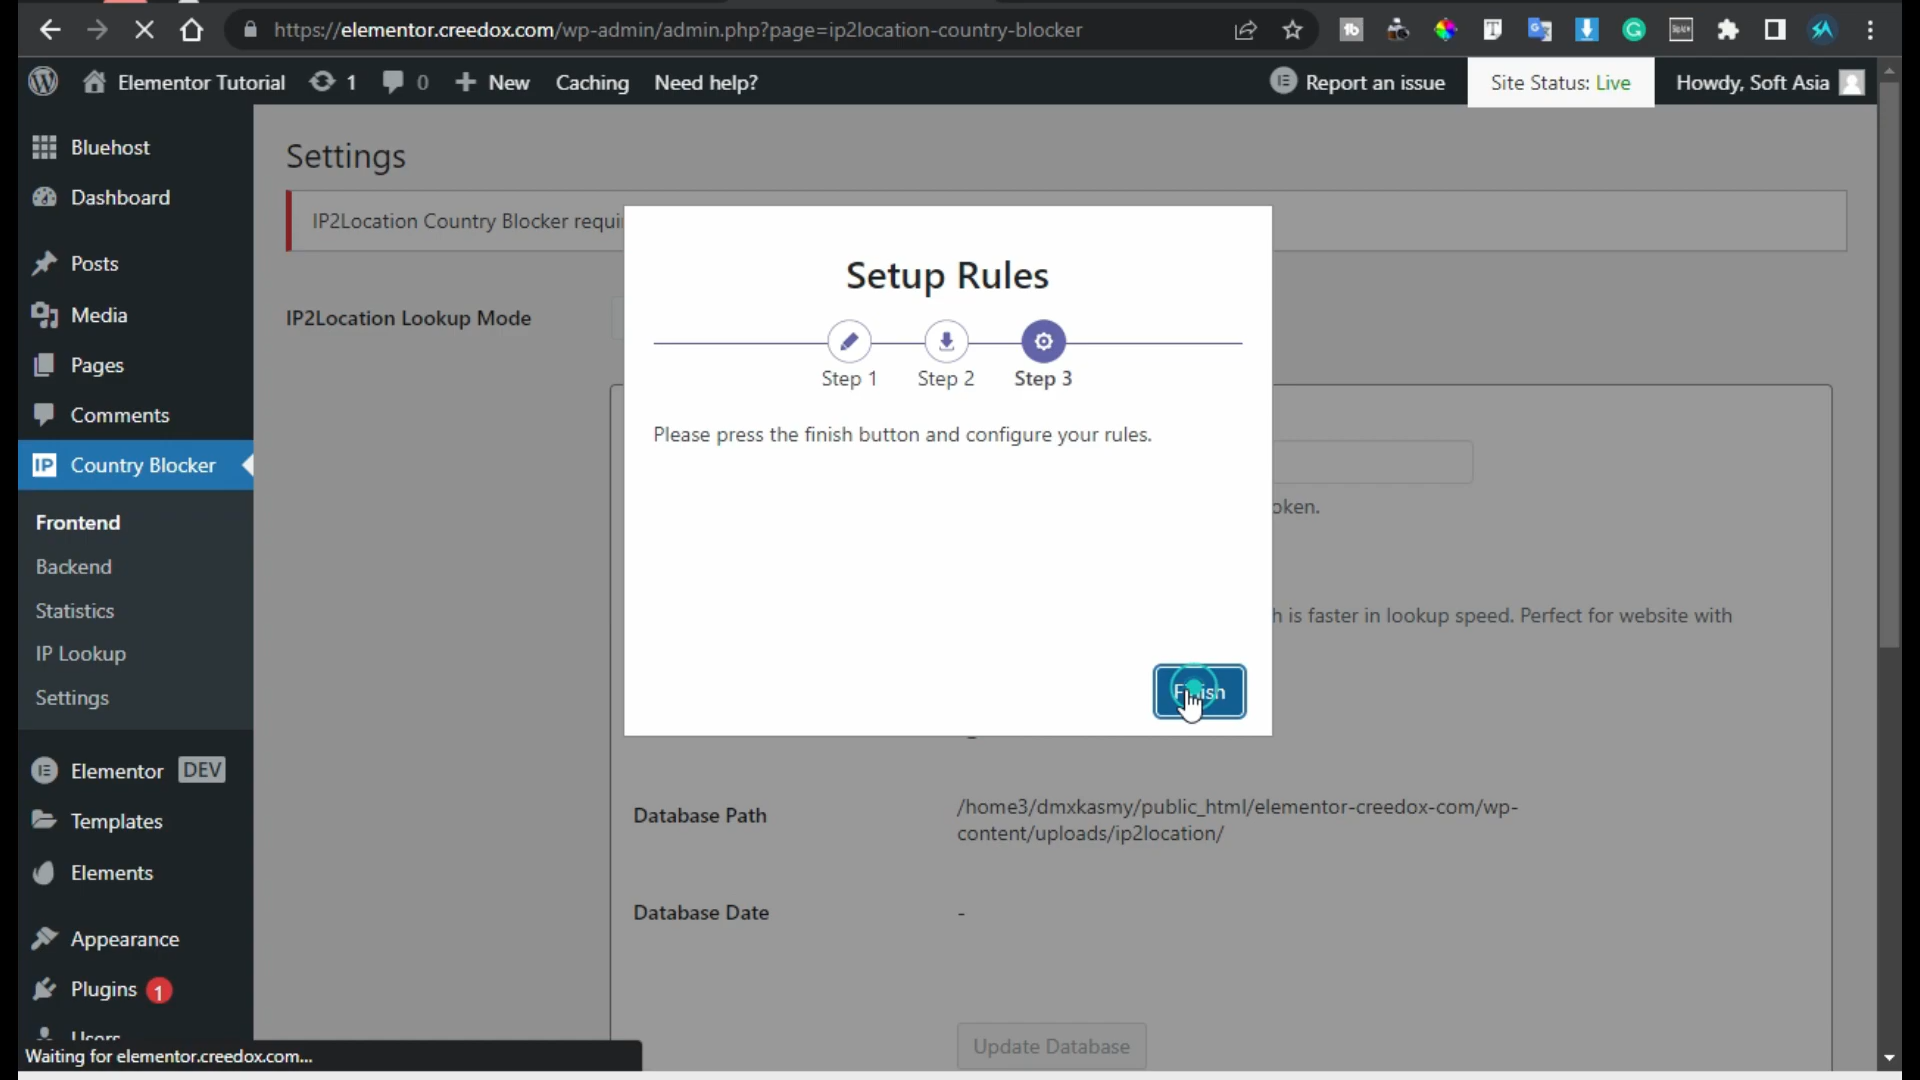 https://elementor.creedox.com/wp-admin/admin.php?page=ip2location-country-blocker
Elementor Tutorial 1 0 New Caching Need help? Report an issue Site Status: Live Howdy, Soft Asia
Bluehost
Dashboard
Posts
Media
Pages
Comments
IP Country Blocker
Frontend
Backend
Statistics
IP Lookup
Settings
Elementor DEV
Templates
Elements
Appearance
Plugins 1
Users
Waiting for elementor.creedox.com...
Settings
IP2Location Country Blocker
IP2Location Lookup Mode
Setup Rules
Step 1 Step 2 Step 3
Please press the finish button and configure your rules.
Finish
is faster in lookup speed. Perfect for website with
Database Path
/home3/dmxkasmy/public_html/elementor-creedox-com/wp-
content/uploads/ip2location/
Database Date -
Update Database